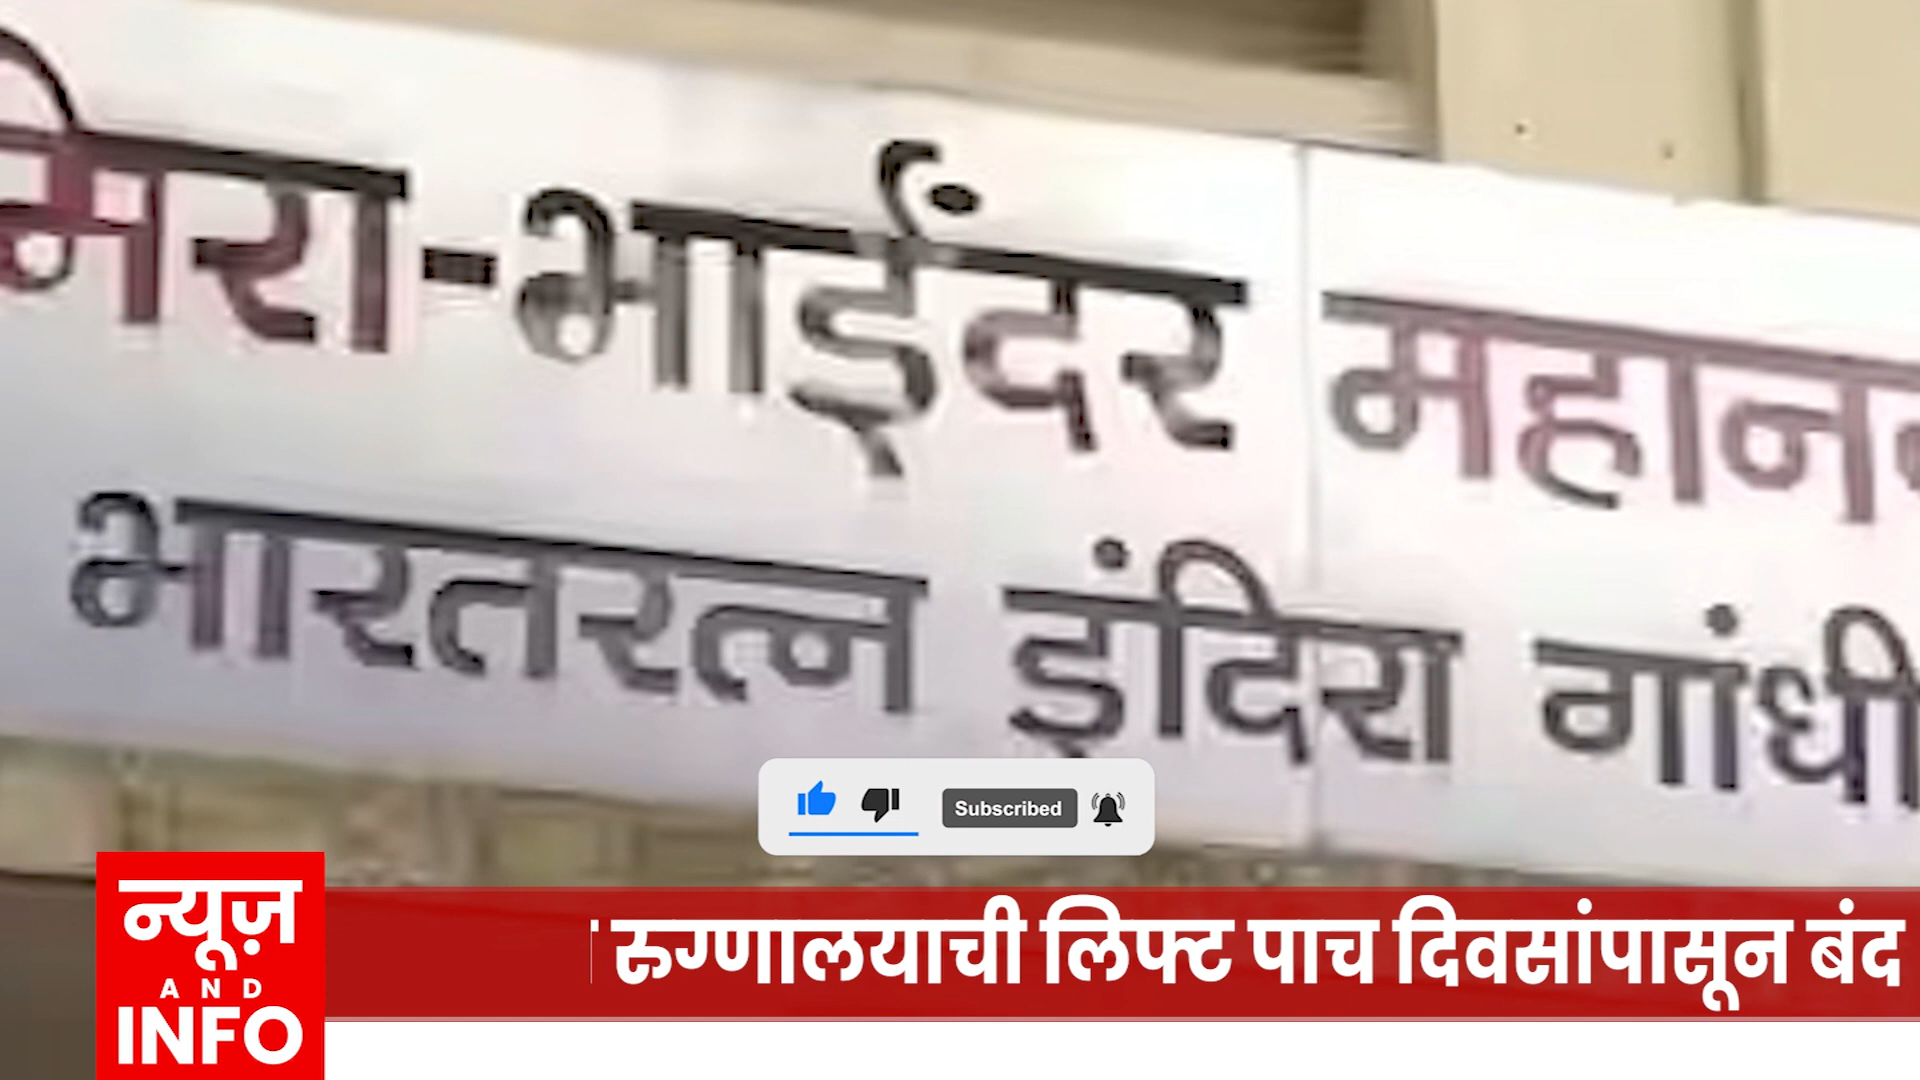 मिरा-भाईंदर महान
भारतरत्न इंदिरा गांधी
Subscribed
न्यूज़
AND
INFO
रुग्णालयाची लिफ्ट पाच दिवसांपासून बंद